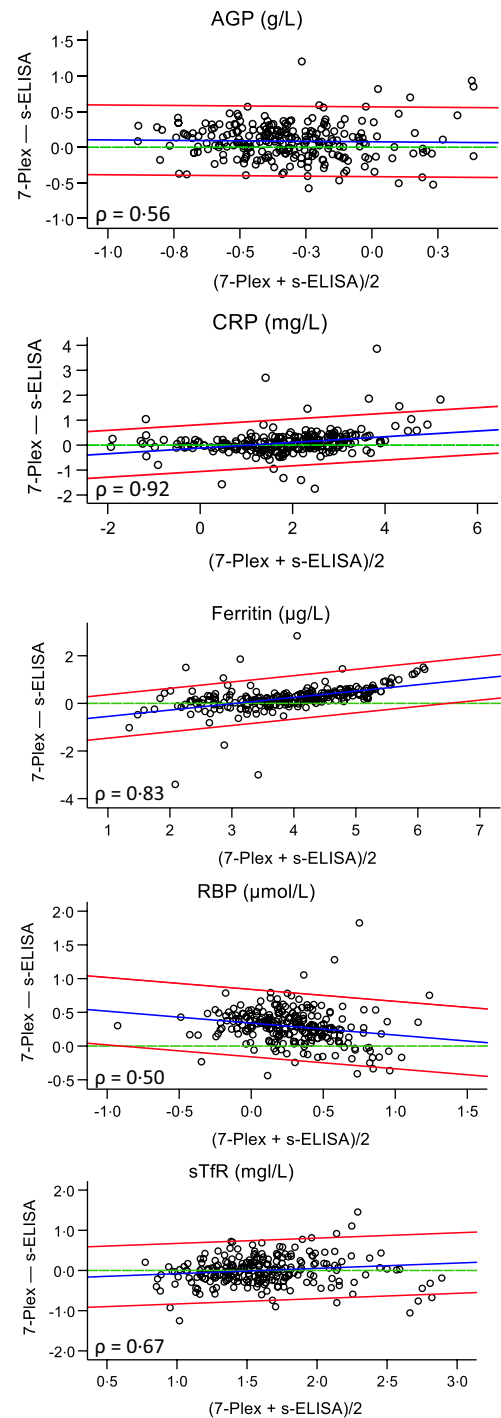 AGP (g/L)
7-Plex — s-ELISA
1·5
1·0
0·5
0·0
-0·5
-1·0
ρ = 0·56
-1·0 -0·8 -0·5 -0·3 0·0 0·3
(7-Plex + s-ELISA)/2
CRP (mg/L)
7-Plex — s-ELISA
4
2
1
0
-1
-2
ρ = 0·92
-2 0 2 4 6
(7-Plex + s-ELISA)/2
Ferritin (µg/L)
7-Plex — s-ELISA
2
0
-2
-4
ρ = 0·83
1 2 3 4 5 6 7
(7-Plex + s-ELISA)/2
RBP (µmol/L)
7-Plex — s-ELISA
2·0
1·5
1·0
0·5
0·0
-0·5
ρ = 0·50
-1·0 -0·5 0·0 0·5 1·0 1·5
(7-Plex + s-ELISA)/2
sTfR (mgl/L)
7-Plex — s-ELISA
2·0
1·0
0·0
-1·0
-2·0
ρ = 0·67
0·5 1·0 1·5 2·0 2·5 3·0
(7-Plex + s-ELISA)/2